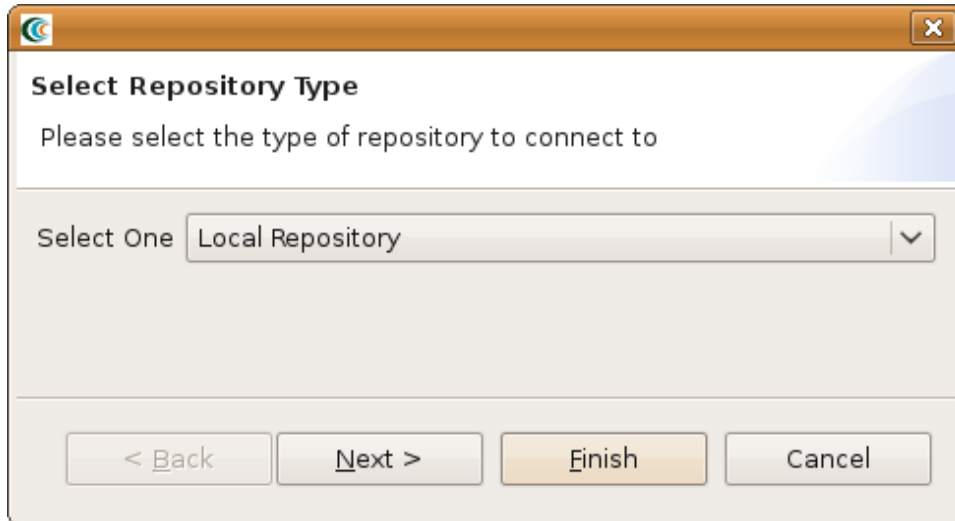 Select Repository Type
Please select the type of repository to connect to
Select One Local Repository
< Back Next > Finish Cancel